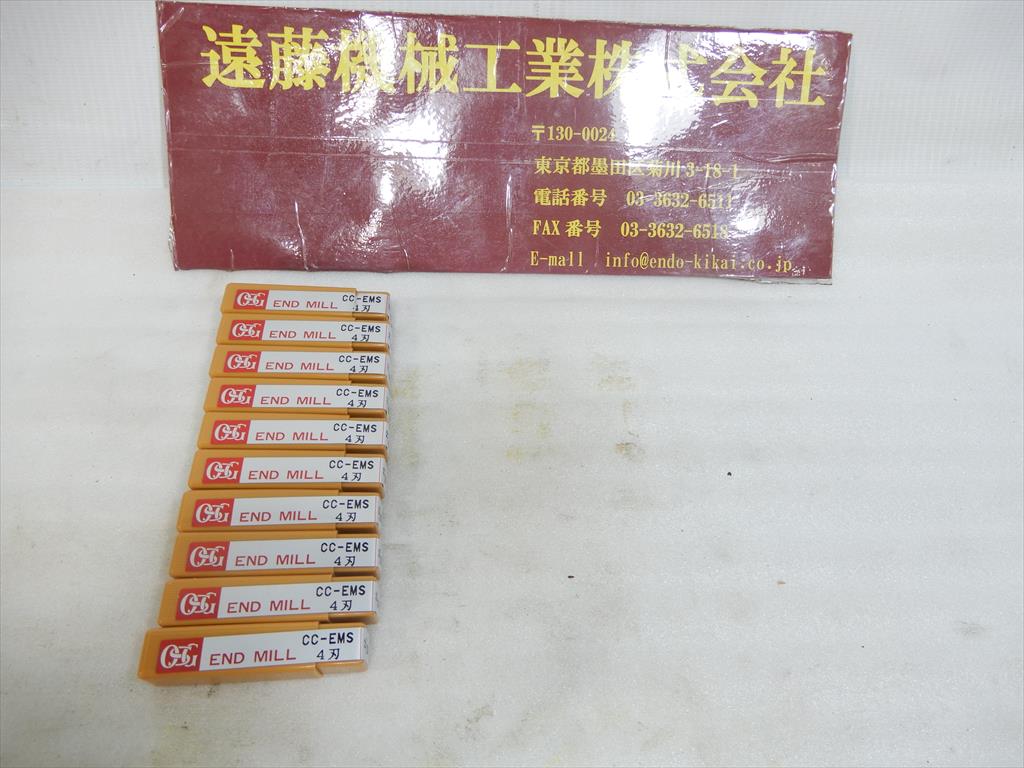 遠藤機械工業株式会社
〒130-0024
東京都墨田区菊川3-18-1
電話番号 03-3632-6511
FAX番号 03-3632-6518
E-mail info@endo-kikai.co.jp
OSG END MILL CC-EMS
4刃
OSG END MILL CC-EMS
4刃
OSG END MILL CC-EMS
4刃
OSG END MILL CC-EMS
4刃
OSG END MILL CC-EMS
4刃
OSG END MILL CC-EMS
4刃
OSG END MILL CC-EMS
4刃
OSG END MILL CC-EMS
4刃
OSG END MILL CC-EMS
4刃
OSG END MILL CC-EMS
4刃